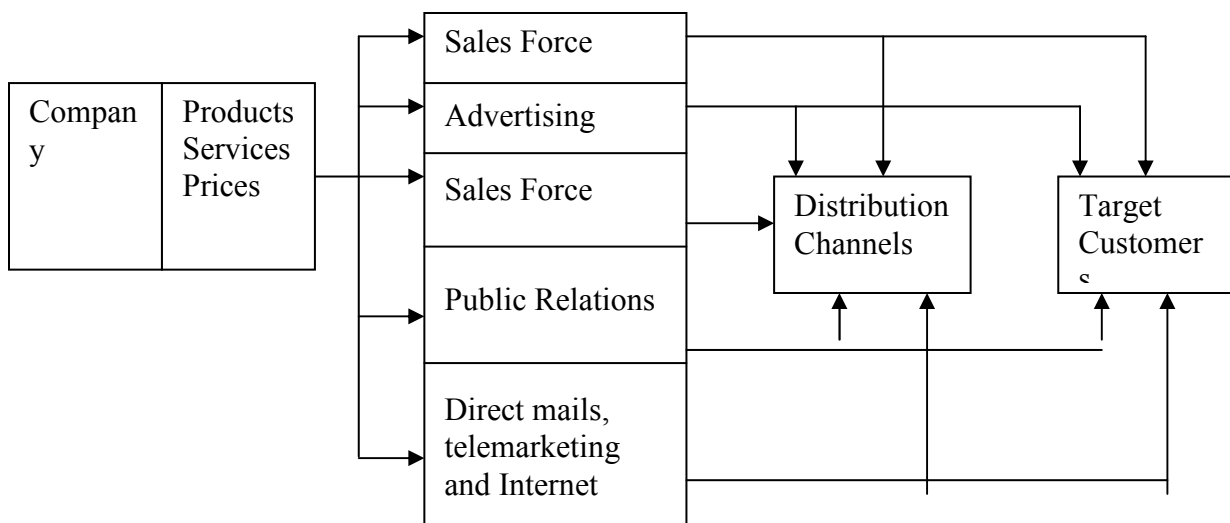 Compan
y
Products
Services
Prices
Sales Force
Advertising
Sales Force
Public Relations
Direct mails,
telemarketing
and Internet
Distribution
Channels
Target
Customer
s